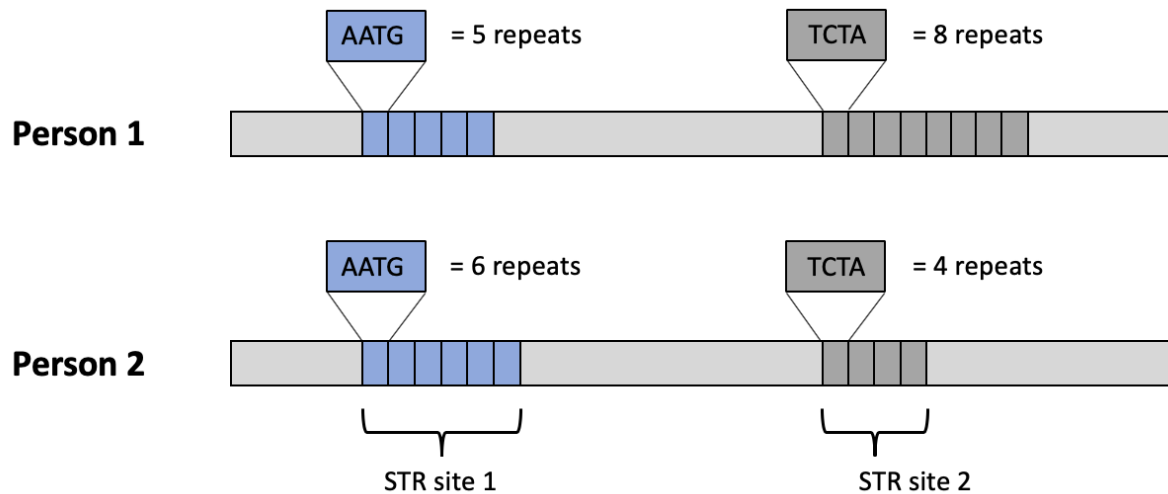 AATG = 5 repeats TCTA = 8 repeats
Person 1
AATG = 6 repeats TCTA = 4 repeats
Person 2
STR site 1 STR site 2